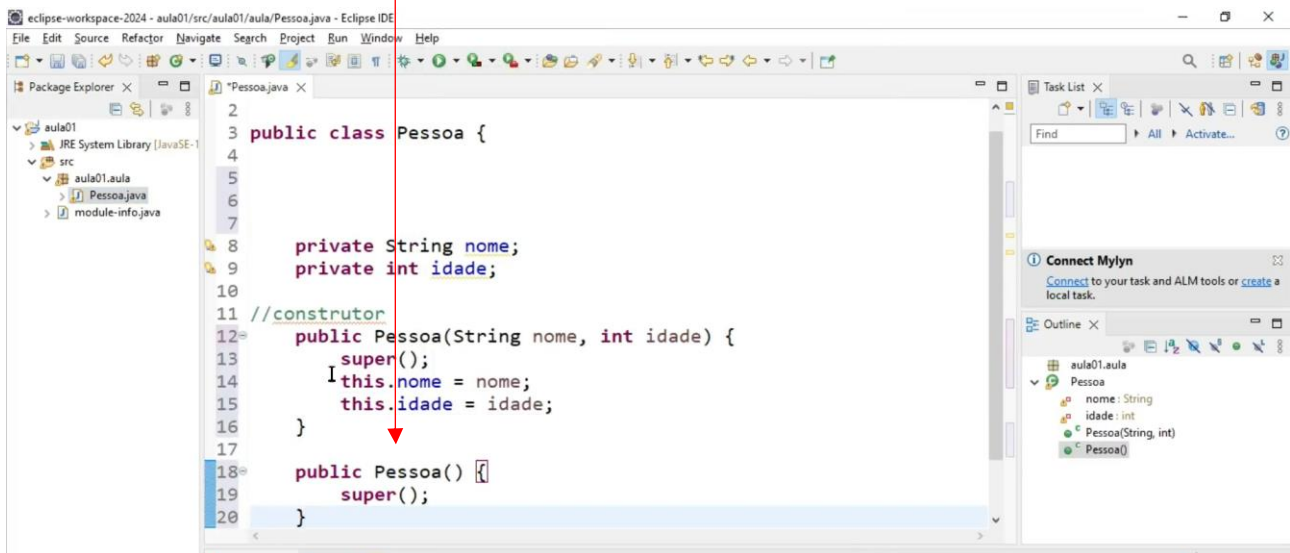 eclipse-workspace-2024 - aula01/src/aula01/aula/Pessoa.java - Eclipse IDE
File Edit Source Refactor Navigate Search Project Run Window Help
Package Explorer
aula01
JRE System Library [JavaSE-1
src
aula01.aula
Pessoa.java
module-info.java
*Pessoa.java
2
3 public class Pessoa {
4
5
6
7
8 private String nome;
9 private int idade;
10
11 //construtor
12 public Pessoa(String nome, int idade) {
13 super();
14 this.nome = nome;
15 this.idade = idade;
16 }
17
18 public Pessoa() {
19 super();
20 }
Task List
Find All Activate...
Connect Mylyn
Connect to your task and ALM tools or create a
local task.
Outline
aula01.aula
Pessoa
nome : String
idade : int
Pessoa(String, int)
Pessoa()